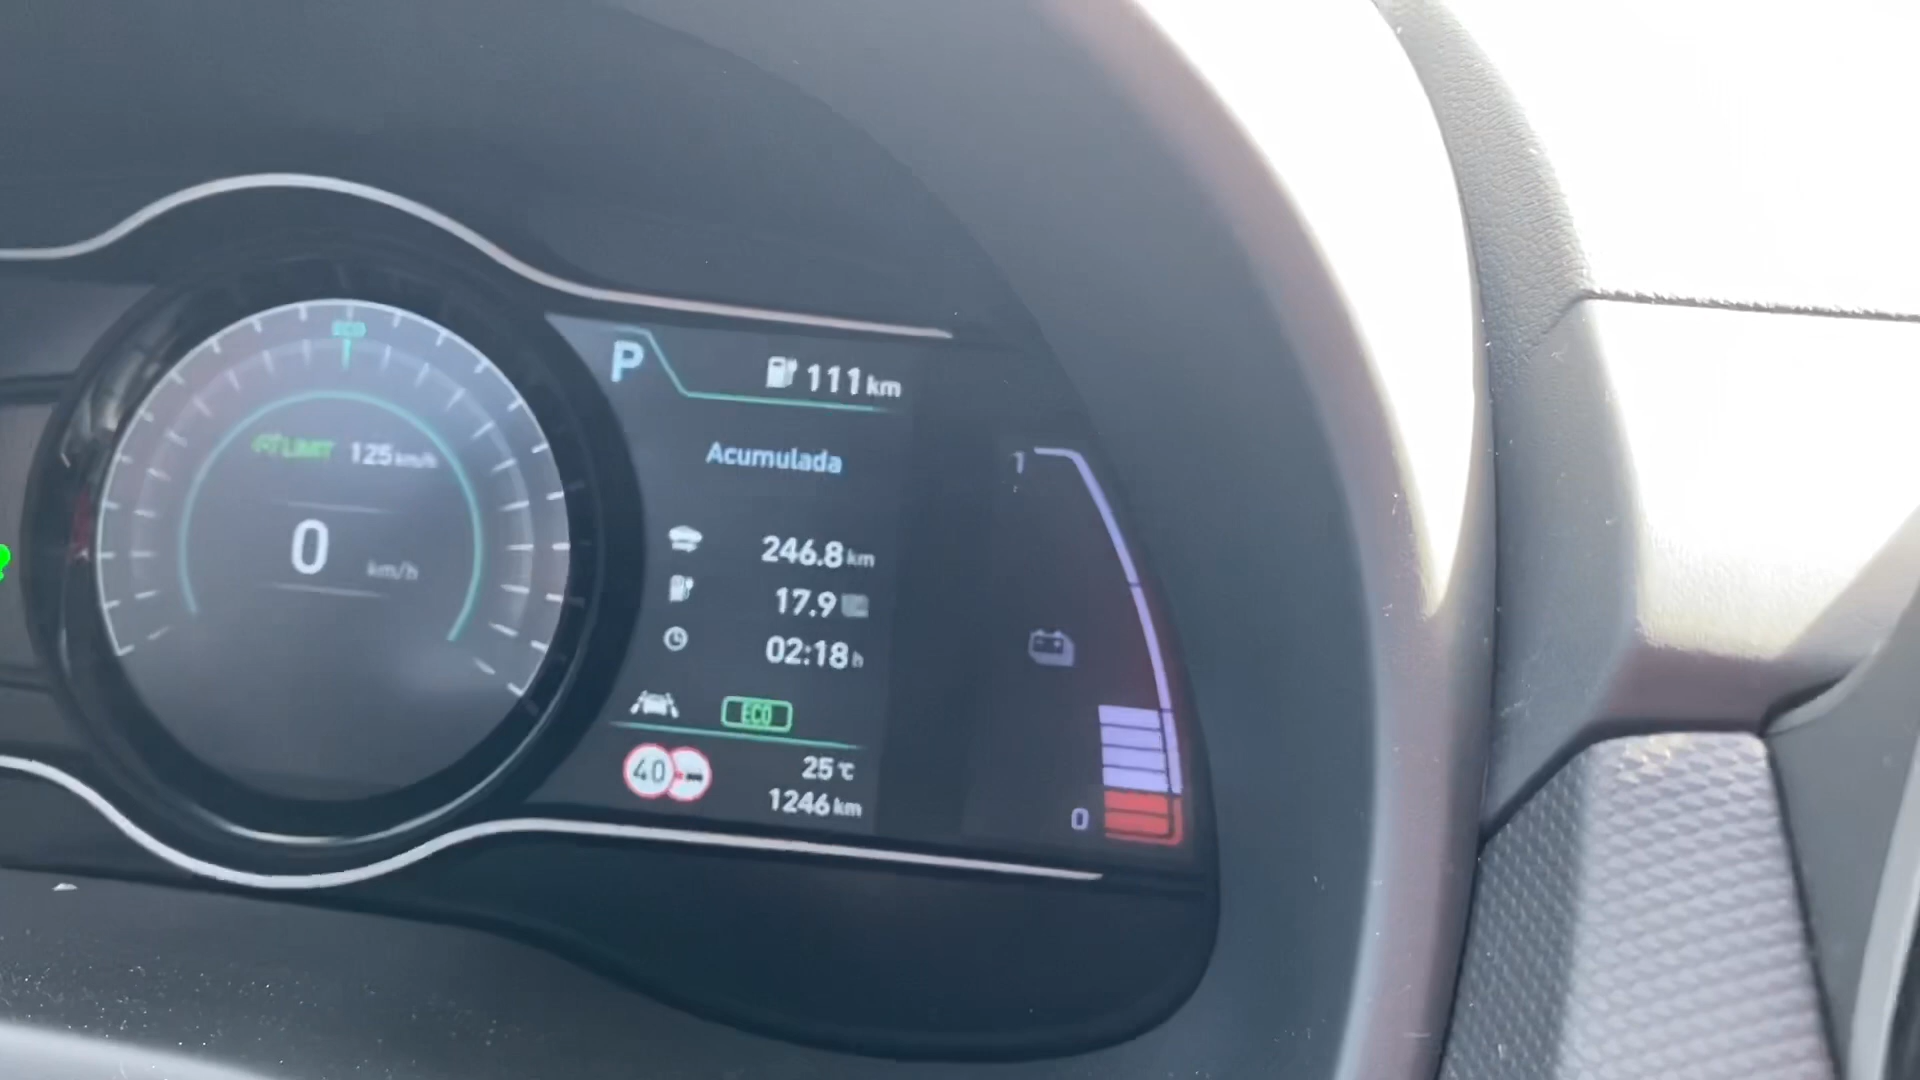 ECO
LIMIT 125 km/h
0 km/h
P
111 km
Acumulada
246.8 km
17.9
02:18 h
ECO
40
25 °C
1246 km
1
0